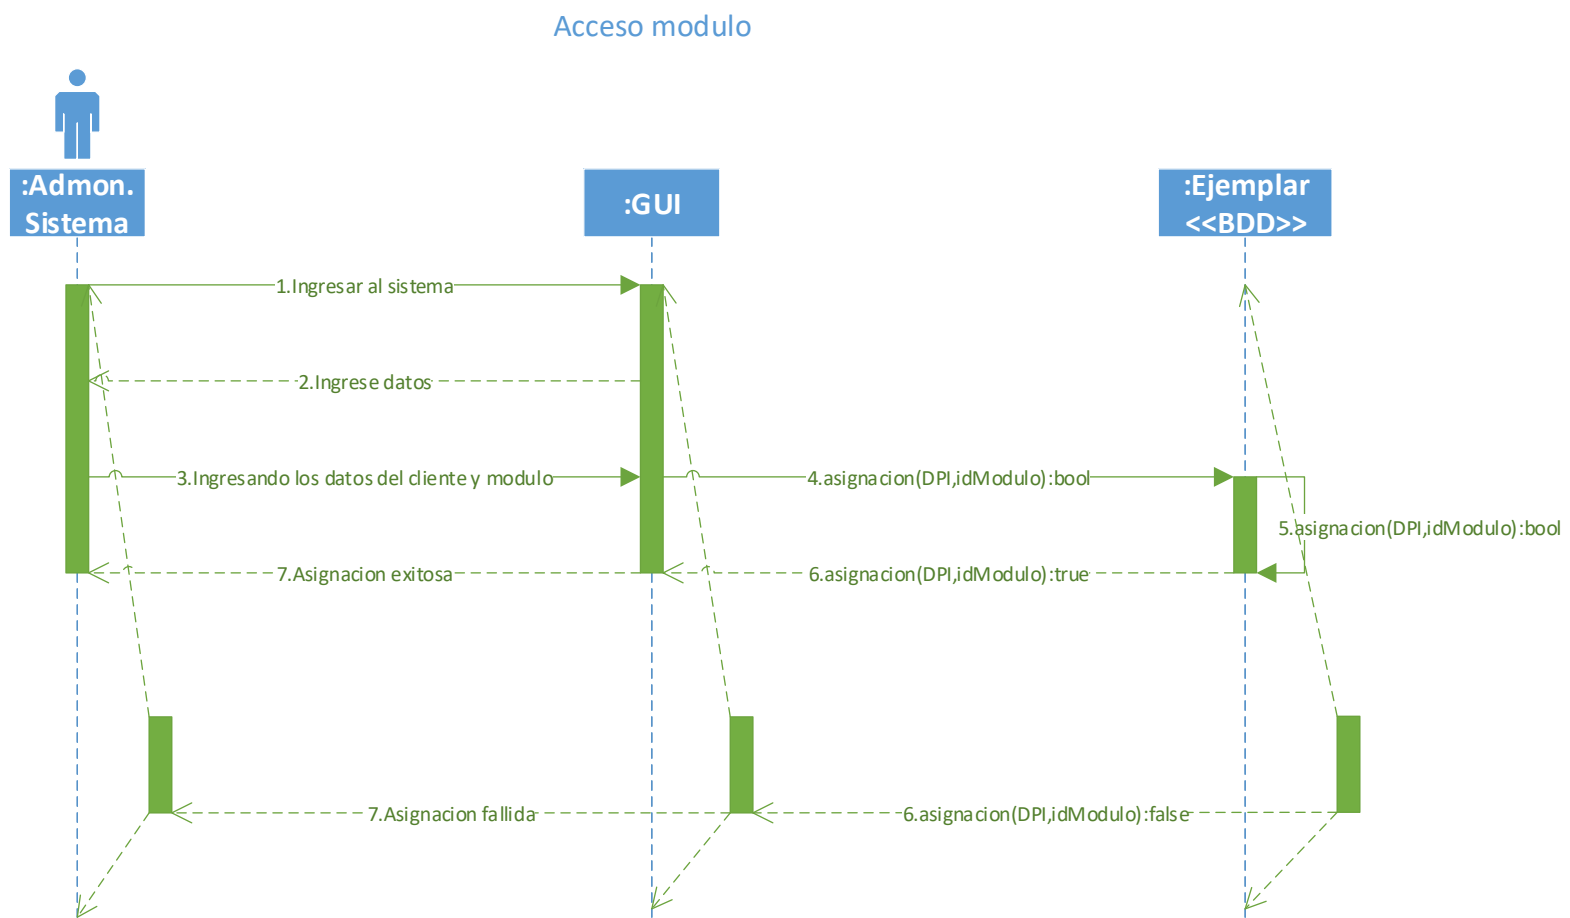 Acceso modulo
:Admon.
Sistema
:GUI
:Ejemplar
<<BDD>>
1.Ingresar al sistema
2.Ingrese datos
3.Ingresando los datos del cliente y modulo
4.asignacion(DPI,idModulo):bool
5.asignacion(DPI,idModulo):bool
7.Asignacion exitosa
6.asignacion(DPI,idModulo):true
7.Asignacion fallida
6.asignacion(DPI,idModulo):false